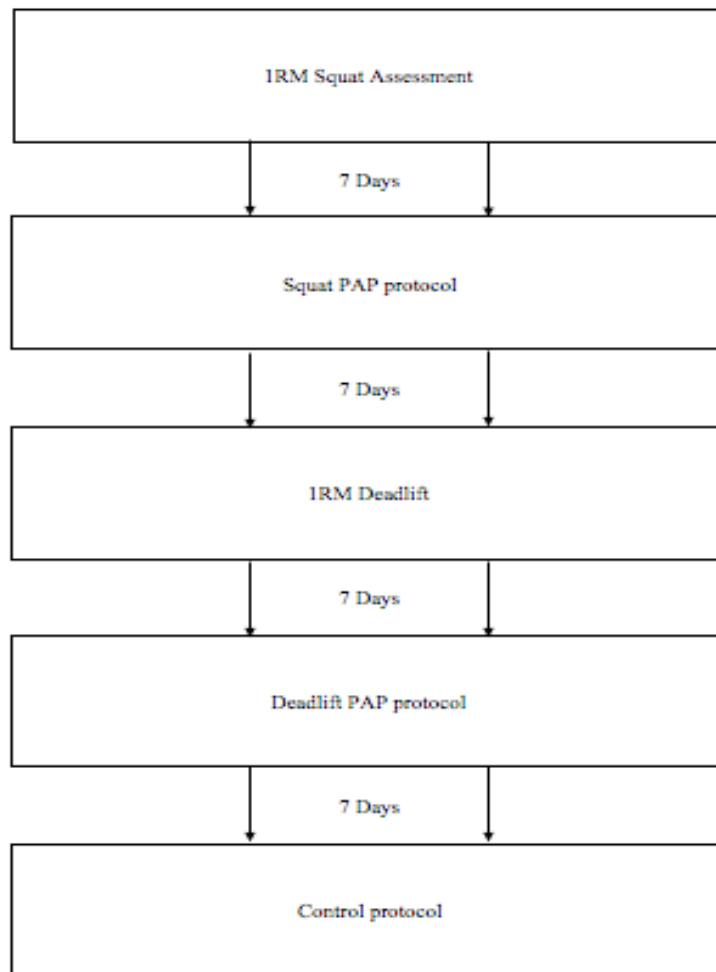 1RM Squat Assessment
7 Days
Squat PAP protocol
7 Days
1RM Deadlift
7 Days
Deadlift PAP protocol
7 Days
Control protocol